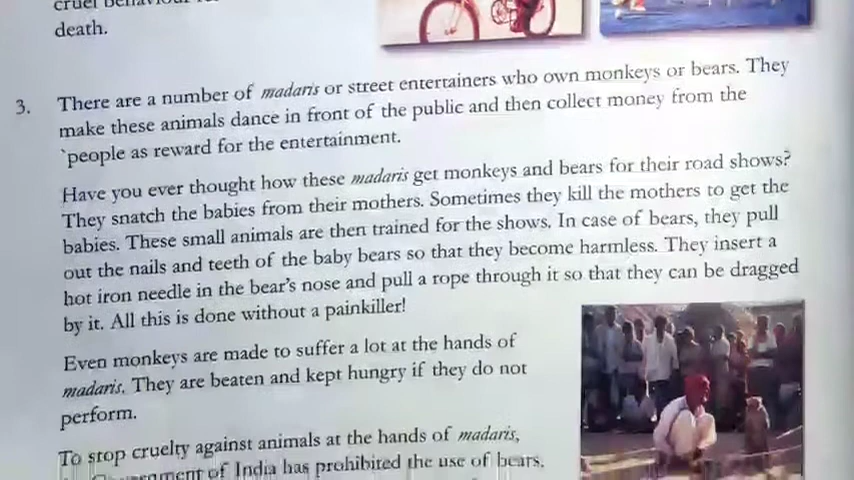 cruel behaviour
death.
3. There are a number of madaris or street entertainers who own monkeys or bears. They
make these animals dance in front of the public and then collect money from the
`people as reward for the entertainment.
Have you ever thought how these madaris get monkeys and bears for their road shows?
They snatch the babies from their mothers. Sometimes they kill the mothers to get the
babies. These small animals are then trained for the shows. In case of bears, they pull
out the nails and teeth of the baby bears so that they become harmless. They insert a
hot iron needle in the bear's nose and pull a rope through it so that they can be dragged
by it. All this is done without a painkiller!
Even monkeys are made to suffer a lot at the hands of
madaris. They are beaten and kept hungry if they do not
perform.
To stop cruelty against animals at the hands of madaris,
Government of India has prohibited the use of bears,